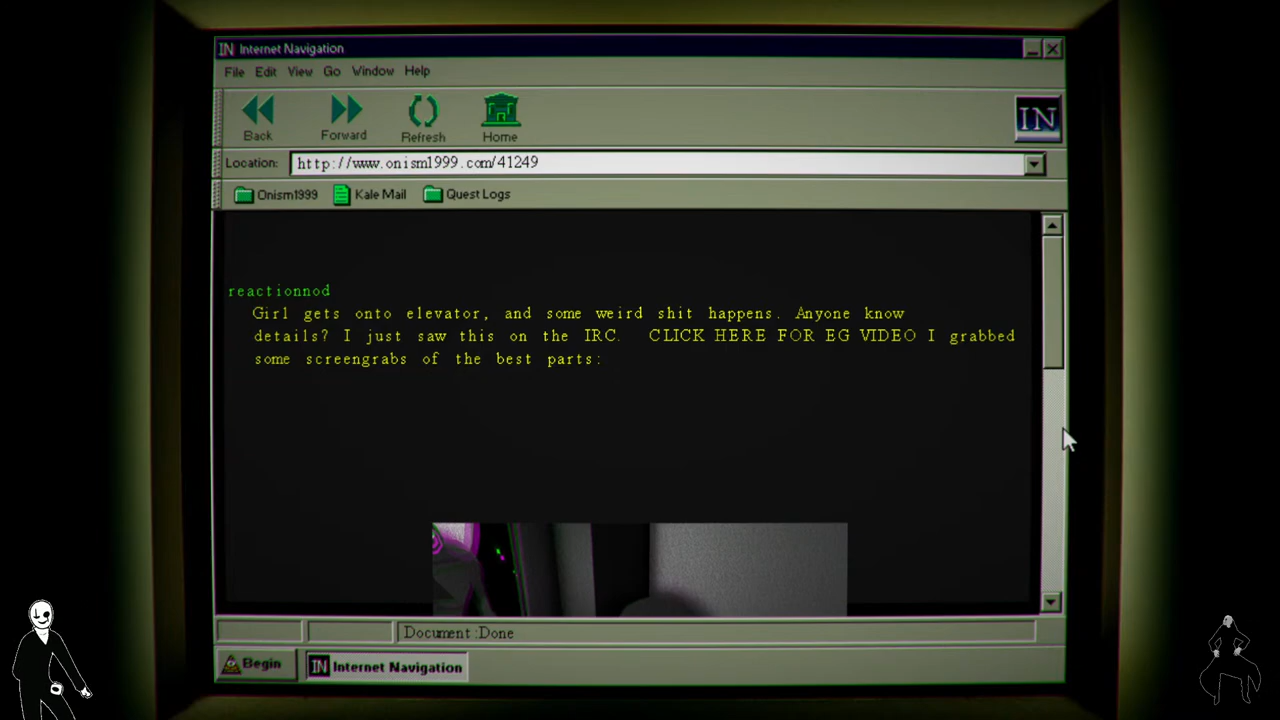 IN Internet Navigation
File Edit View Go Window Help
Back Forward Refresh Home
IN
Location: http://www.onism1999.com/41249
Onism1999 Kale Mail Quest Logs
reactionnod
Girl gets onto elevator, and some weird shit happens. Anyone know
details? I just saw this on the IRC. CLICK HERE FOR EG VIDEO I grabbed
some screengrabs of the best parts:
Document :Done
Begin IN Internet Navigation